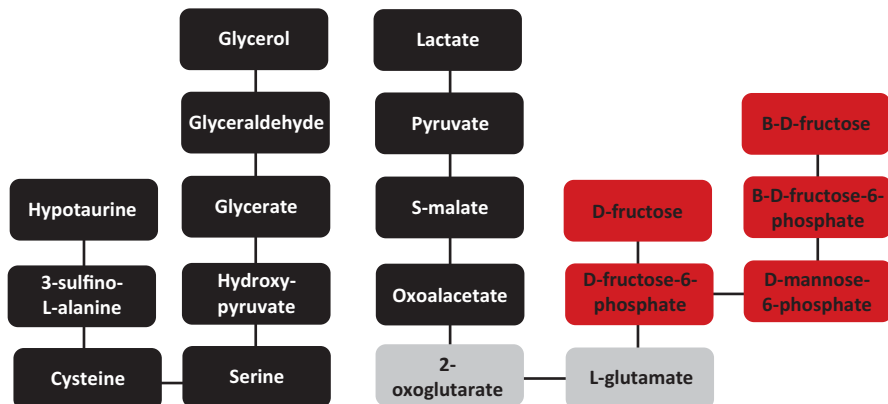 Glycerol
Lactate
Glyceraldehyde
Pyruvate
B-D-fructose
Hypotaurine
Glycerate
S-malate
D-fructose
B-D-fructose-6-
phosphate
3-sulfino-
L-alanine
Hydroxy-
pyruvate
Oxoalacetate
D-fructose-6-
phosphate
D-mannose-
6-phosphate
Cysteine
Serine
2-
oxoglutarate
L-glutamate